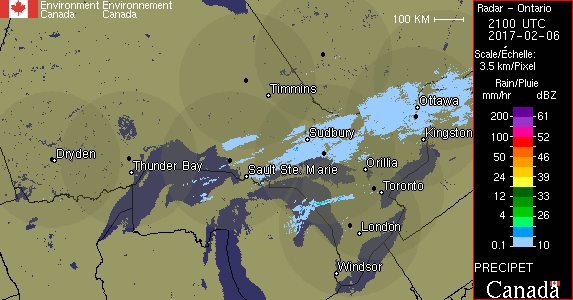 Environment Environnement
Canada Canada
100 KM
Timmins
Ottawa
Sudbury
Kingston
Dryden
Thunder Bay
Sault Ste. Marie
Orillia
Toronto
London
Windsor
Radar - Ontario
2100 UTC
2017-02-06
Scale/Échelle:
3.5 km/Pixel
Rain/Pluie
mm/hr dBZ
200 61
100 52
50 46
24 39
12 33
4 26
0.1 10
PRECIPET
Canada